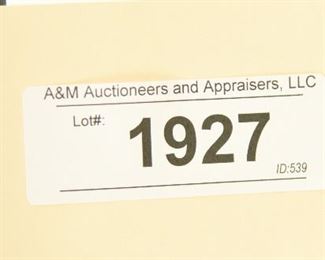 A&M Auctioneers and Appraisers, LLC
Lot#: 1927
ID:539